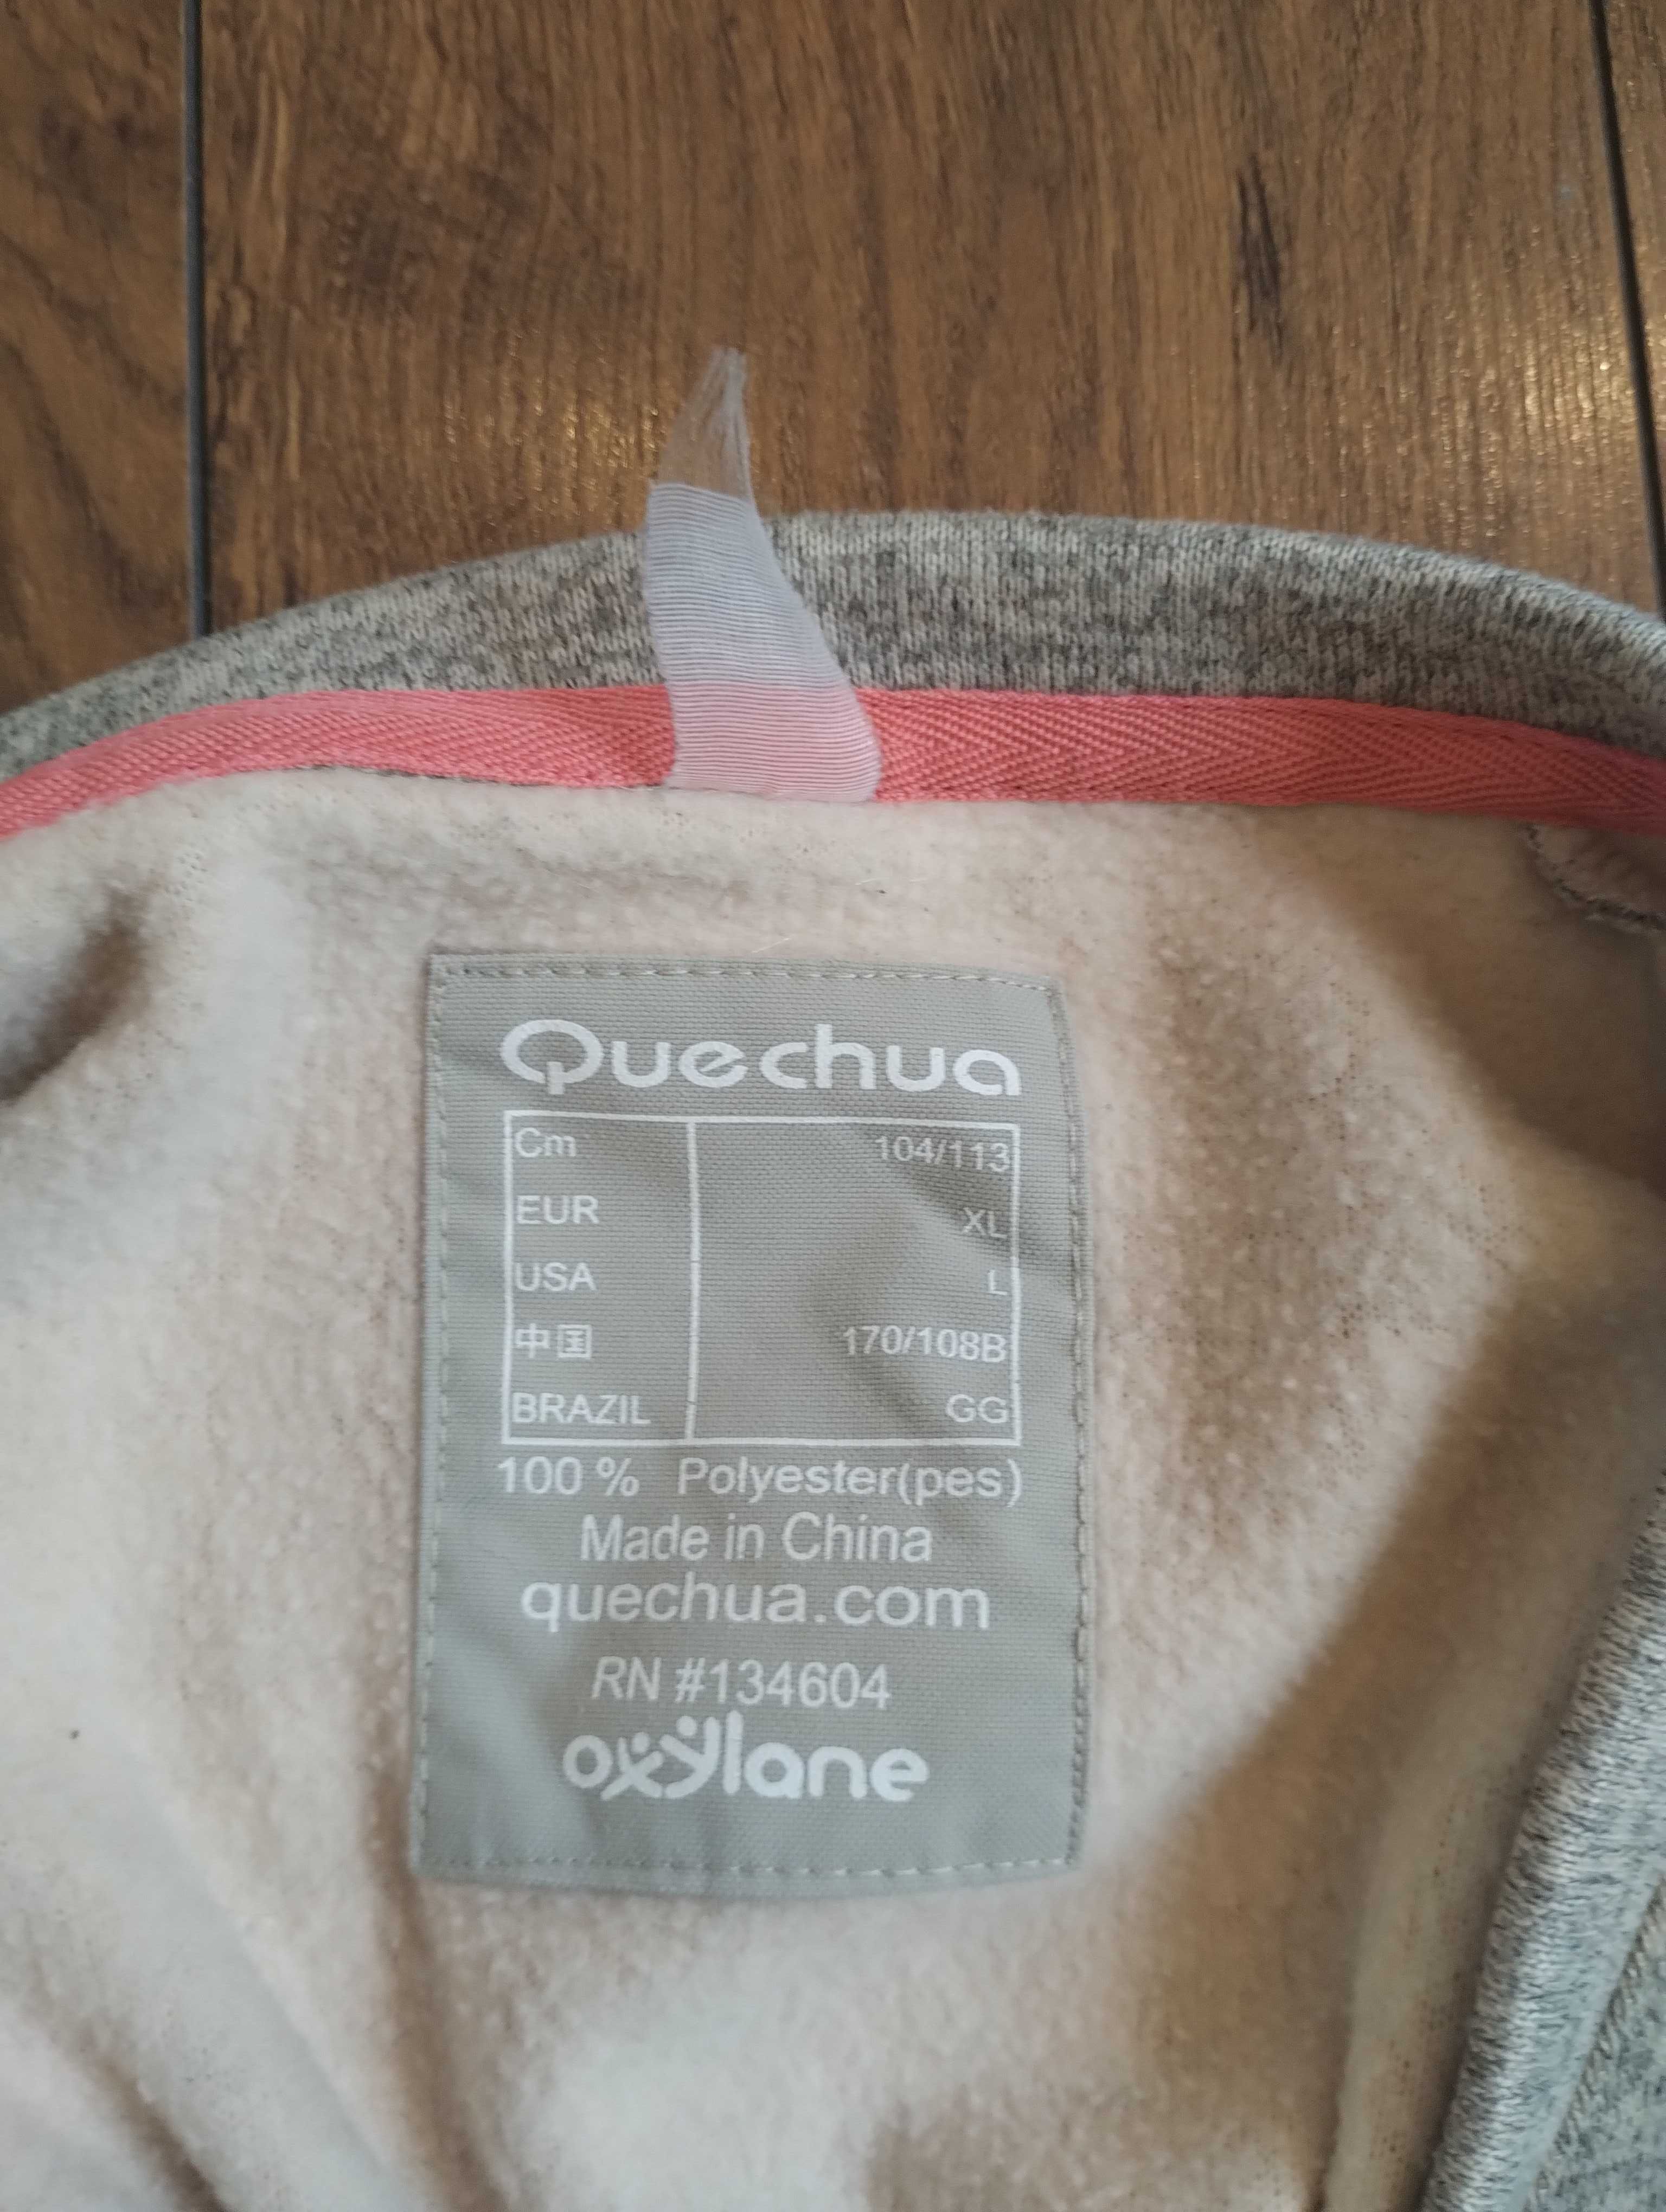 Quechua
Cm 104/113
EUR XL
USA L
中国 170/108B
BRAZIL GG
100 % Polyester(pes)
Made in China
quechua.com
RN #134604
oxylane